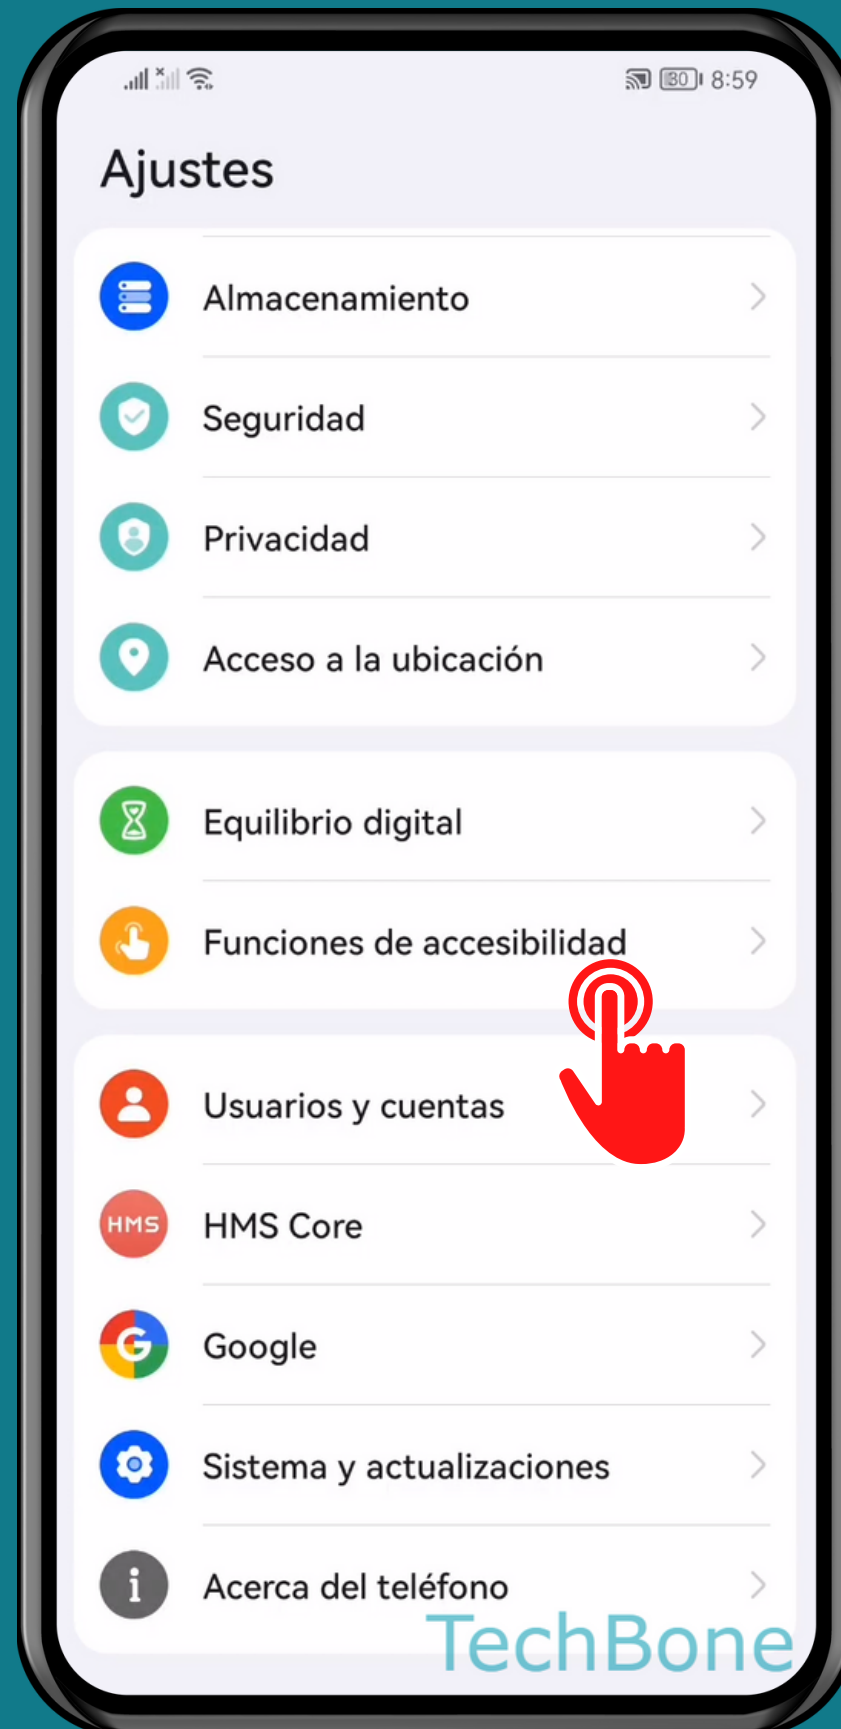 80 8:59
Ajustes
Almacenamiento
Seguridad
Privacidad
Acceso a la ubicación
Equilibrio digital
Funciones de accesibilidad
Usuarios y cuentas
HMS HMS Core
G Google
Sistema y actualizaciones
i Acerca del teléfono
TechBone